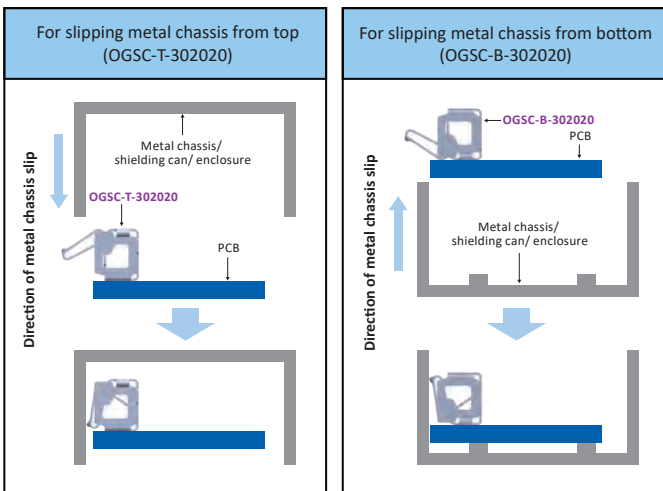 For slipping metal chassis from top
(OGSC-T-302020)
Direction of metal chassis slip
Metal chassis/
shielding can/ enclosure
OGSC-T-302020
PCB
For slipping metal chassis from bottom
(OGSC-B-302020)
Direction of metal chassis slip
OGSC-B-302020
PCB
Metal chassis/
shielding can/ enclosure